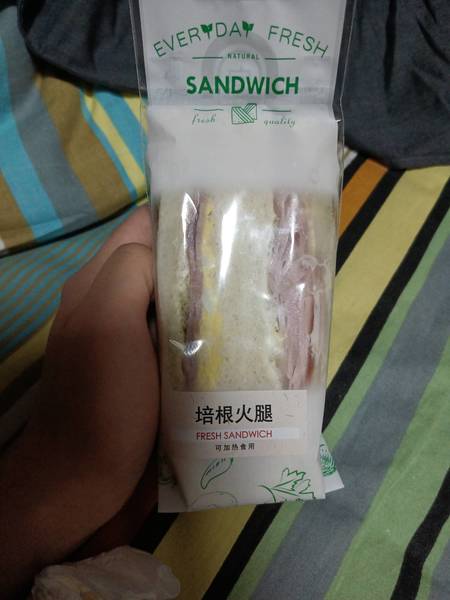 EVERYDAY FRESH
NATURAL
SANDWICH
fresh quality
培根火腿
FRESH SANDWICH
可加热食用